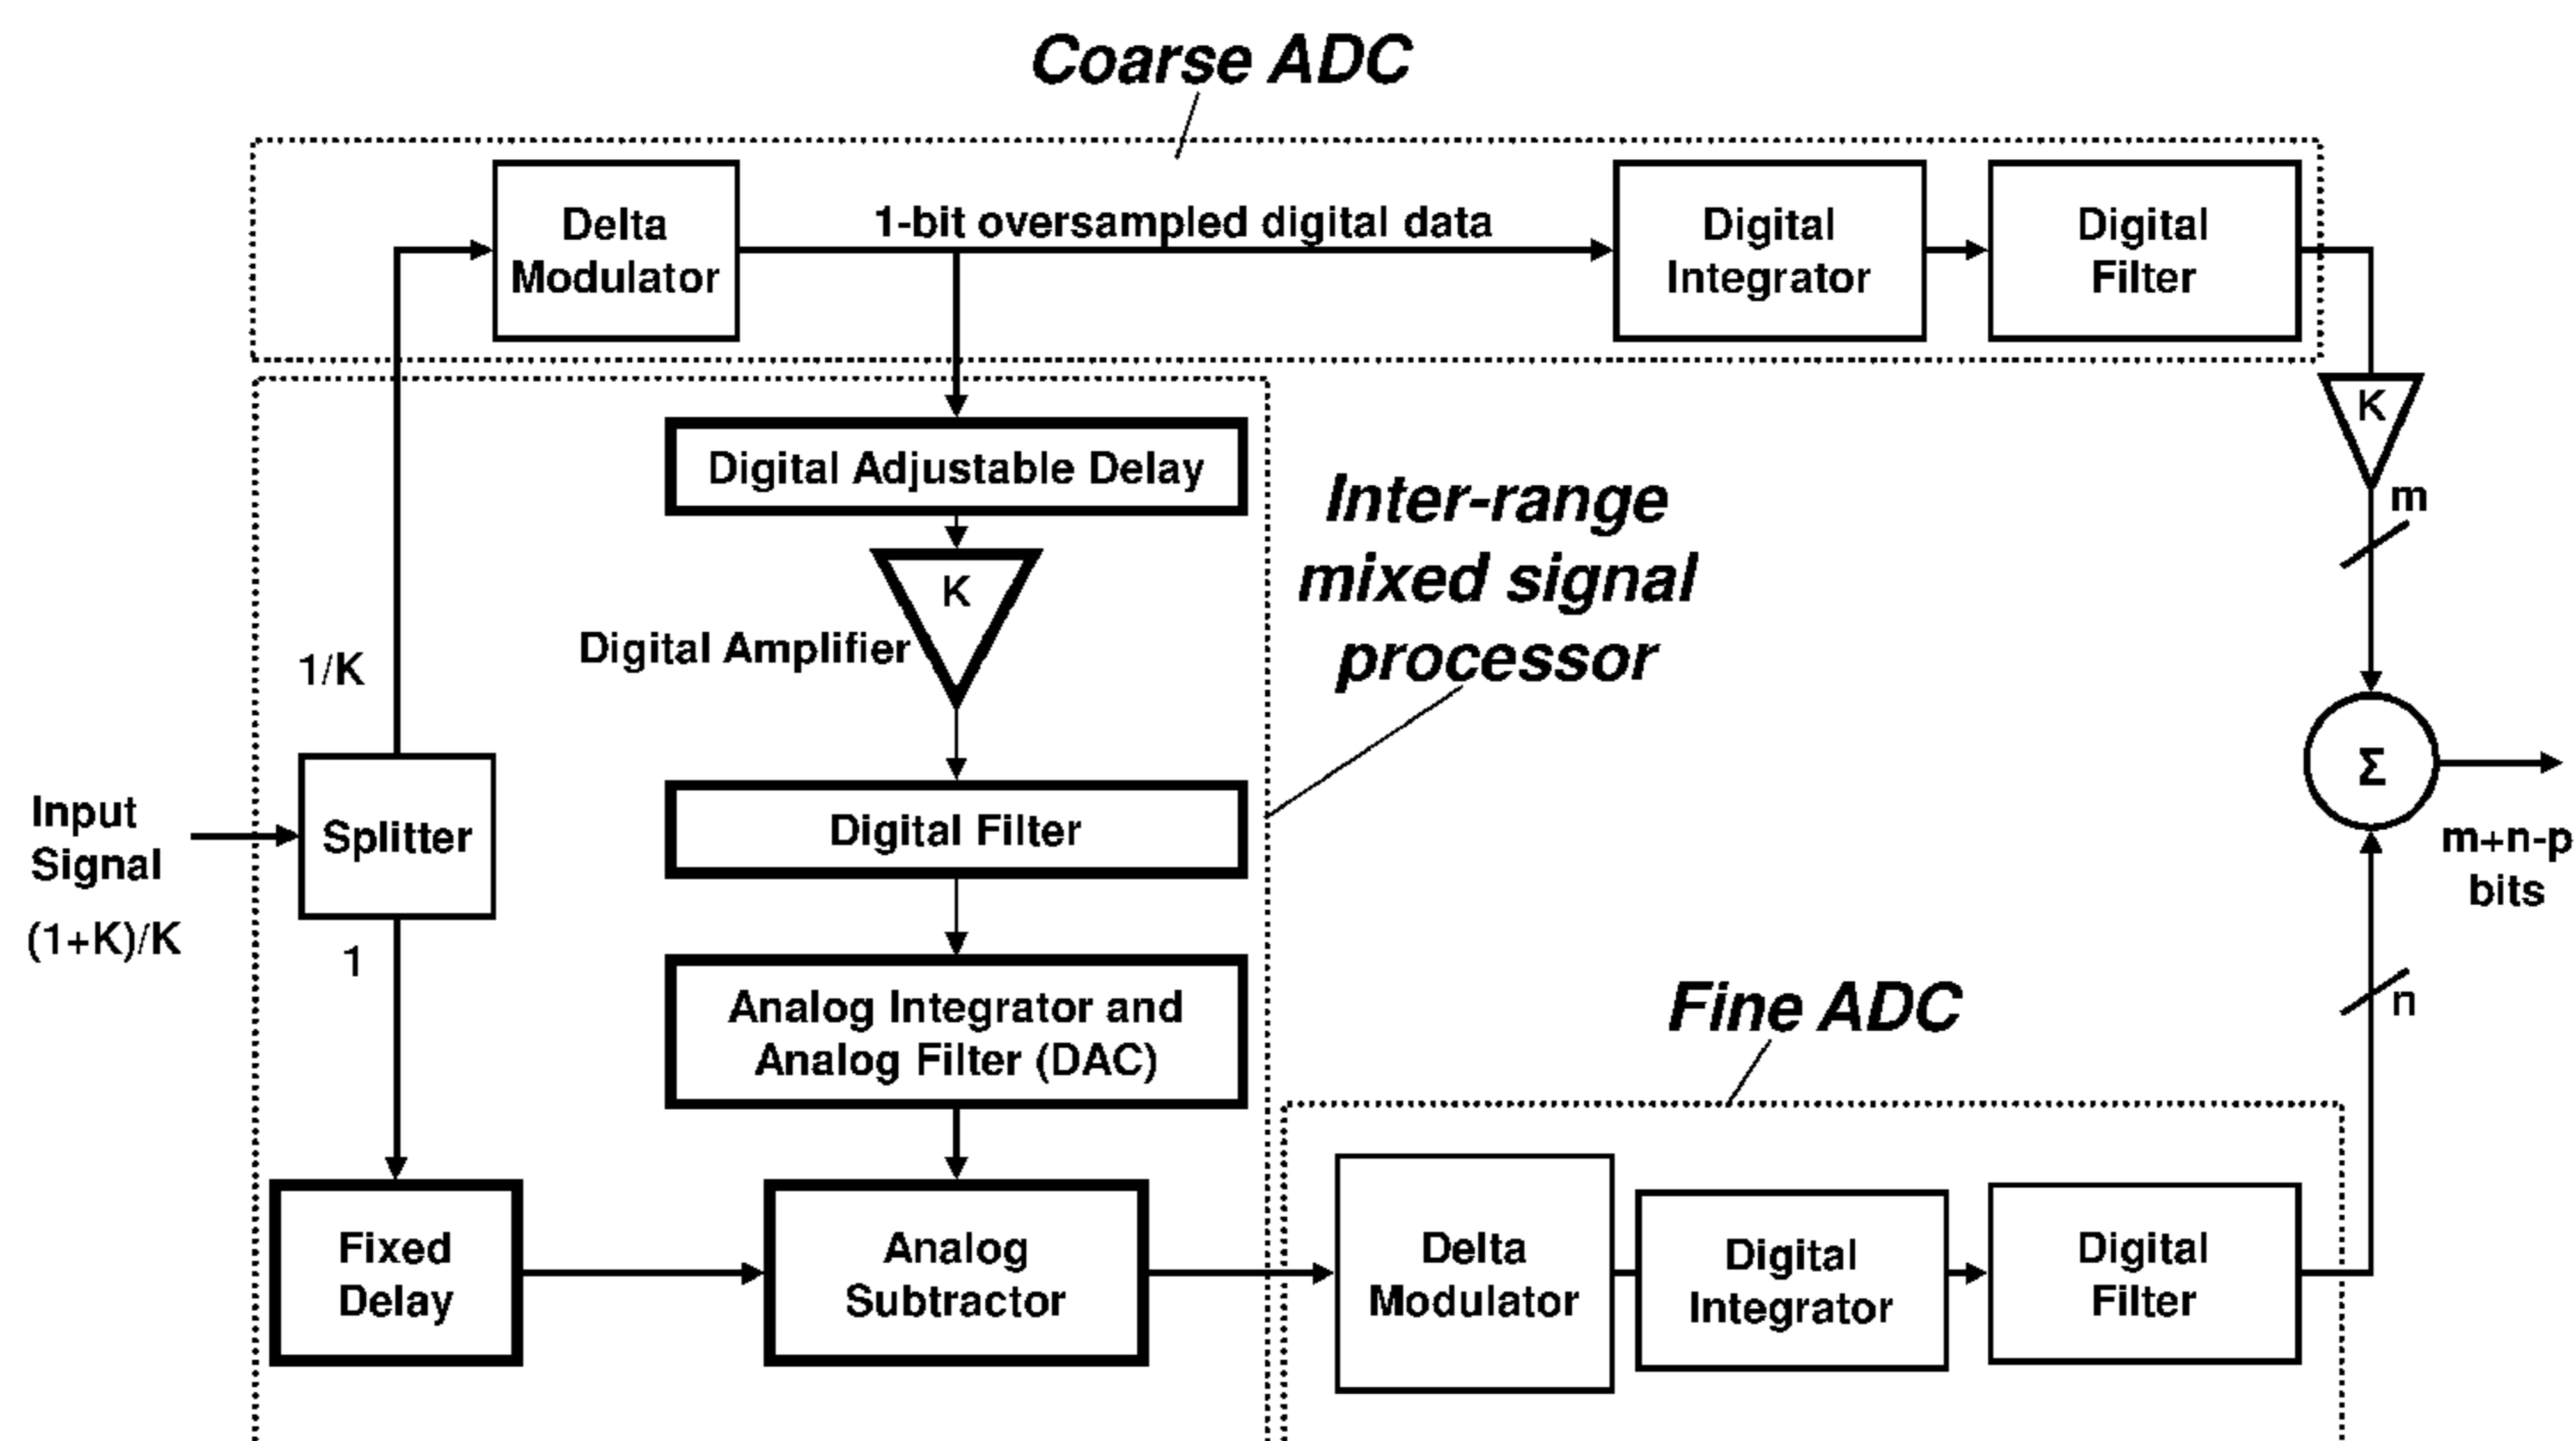 Coarse ADC
Delta
Modulator
1-bit oversampled digital data
Digital
Integrator
Digital
Filter
K
m
Digital Adjustable Delay
K
Digital Amplifier
Inter-range
mixed signal
processor
1/K
Input
Signal
(1+K)/K
Splitter
1
Digital Filter
Σ
m+n-p
bits
Analog Integrator and
Analog Filter (DAC)
Fine ADC
n
Fixed
Delay
Analog
Subtractor
Delta
Modulator
Digital
Integrator
Digital
Filter